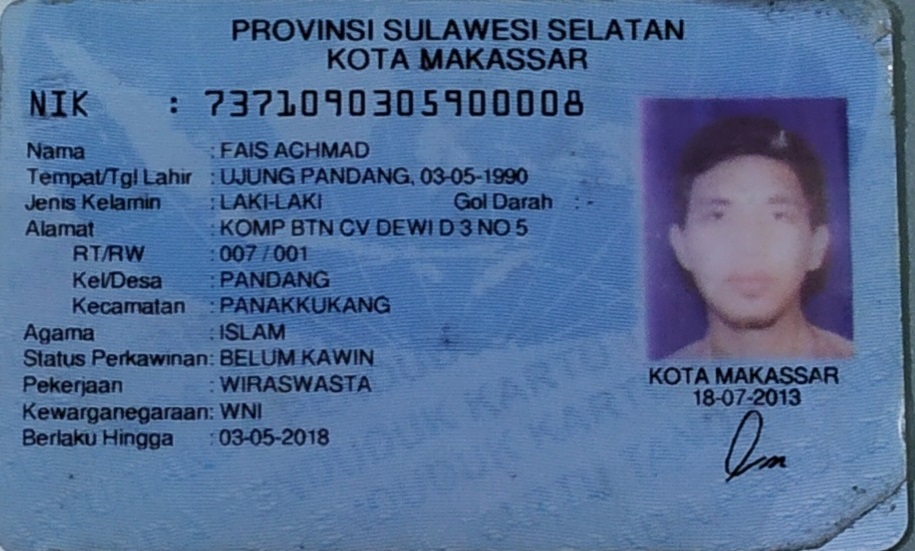 PROVINSI SULAWESI SELATAN
KOTA MAKASSAR
NIK : 7371090305900008
Nama : FAIS ACHMAD
Tempat/Tgl Lahir : UJUNG PANDANG, 03-05-1990
Jenis Kelamin : LAKI-LAKI Gol Darah : -
Alamat : KOMP BTN CV DEWI D 3 NO 5
RT/RW : 007 / 001
Kel/Desa : PANDANG
Kecamatan : PANAKKUKANG
Agama : ISLAM
Status Perkawinan: BELUM KAWIN
Pekerjaan : WIRASWASTA
Kewarganegaraan: WNI
Berlaku Hingga : 03-05-2018
KOTA MAKASSAR
18-07-2013